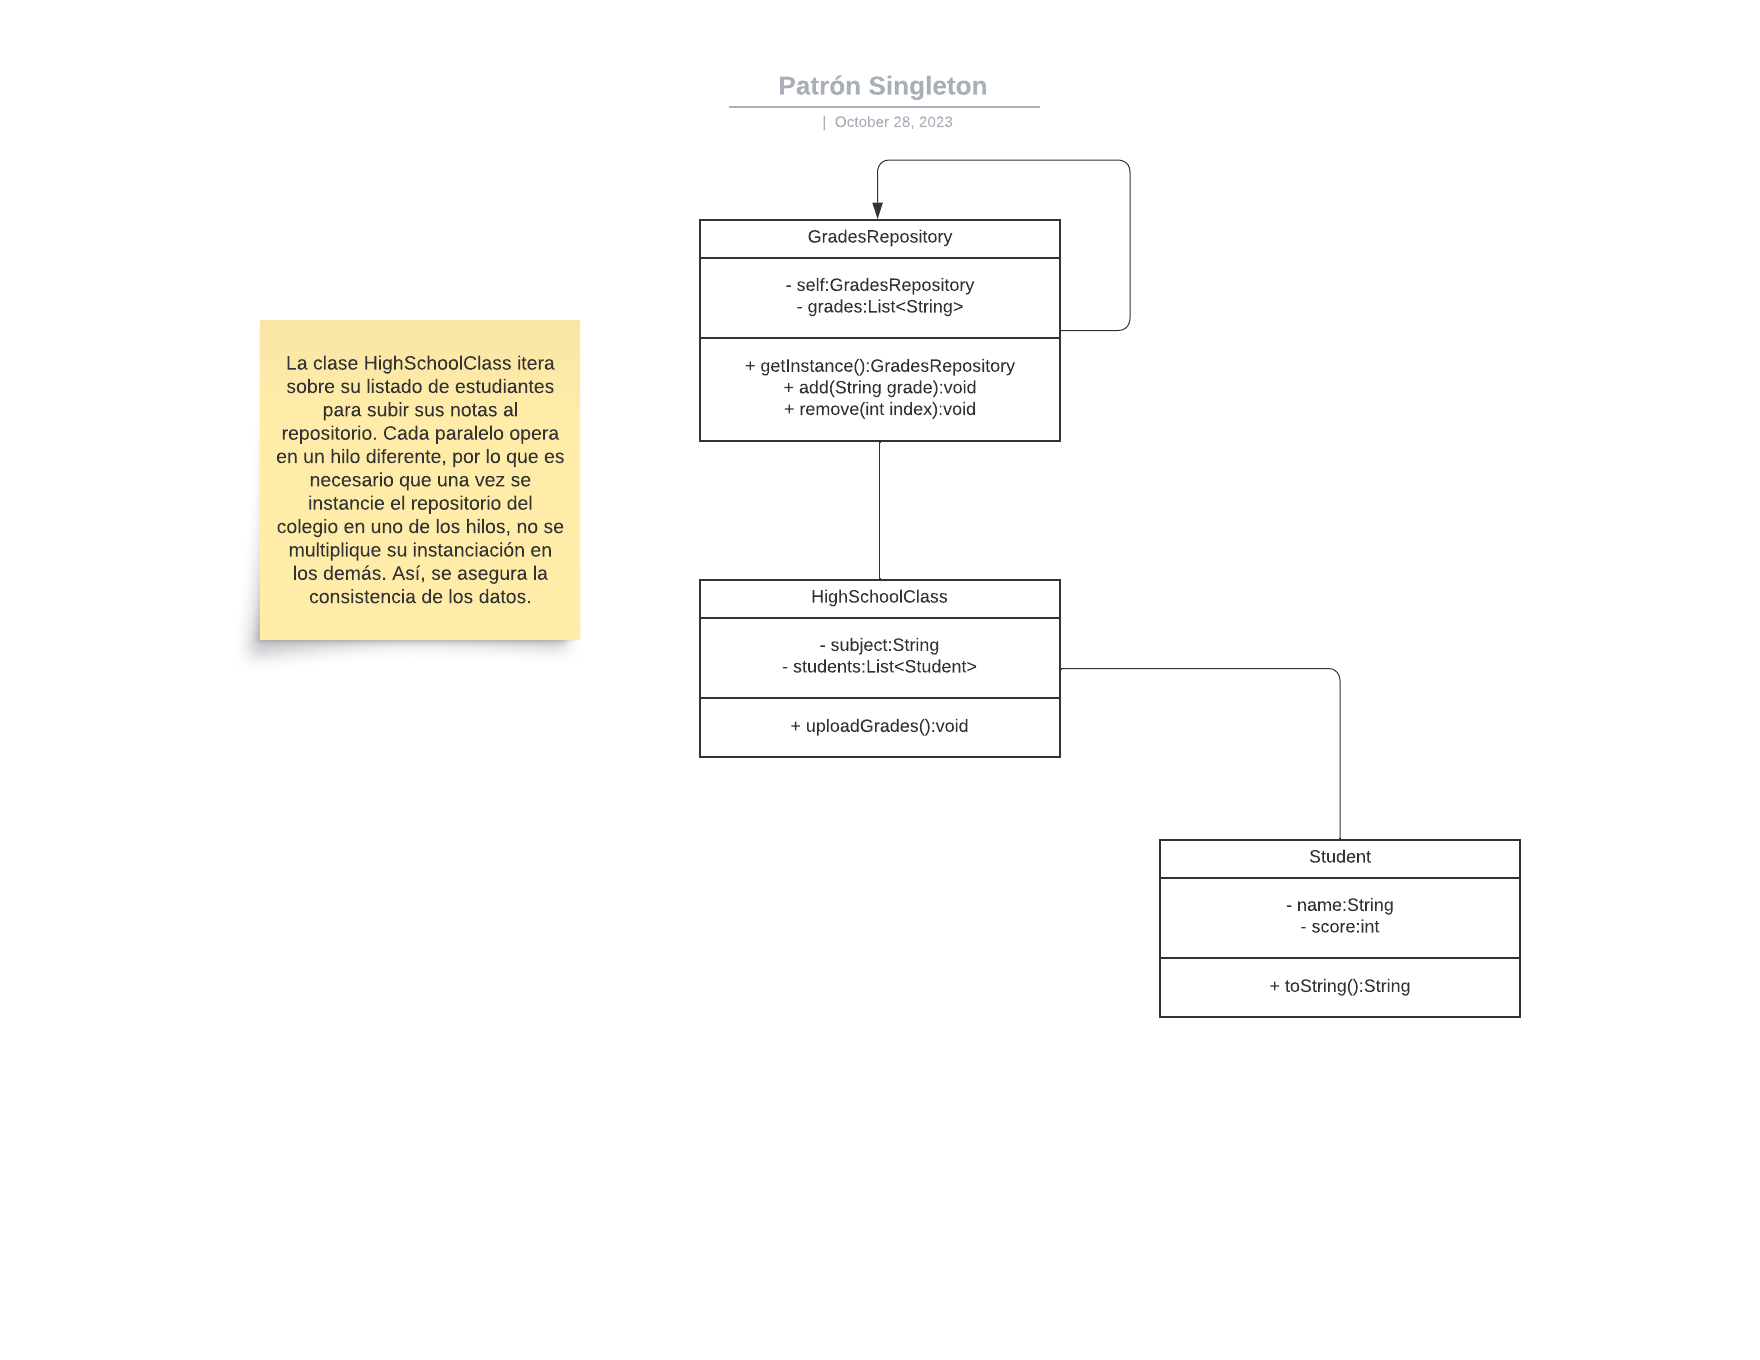 Patrón Singleton
| October 28, 2023
GradesRepository
- self:GradesRepository
- grades:List<String>
+ getInstance():GradesRepository
+ add(String grade):void
+ remove(int index):void
La clase HighSchoolClass itera
sobre su listado de estudiantes
para subir sus notas al
repositorio. Cada paralelo opera
en un hilo diferente, por lo que es
necesario que una vez se
instancie el repositorio del
colegio en uno de los hilos, no se
multiplique su instanciación en
los demás. Así, se asegura la
consistencia de los datos.
HighSchoolClass
- subject:String
- students:List<Student>
+ uploadGrades():void
Student
- name:String
- score:int
+ toString():String